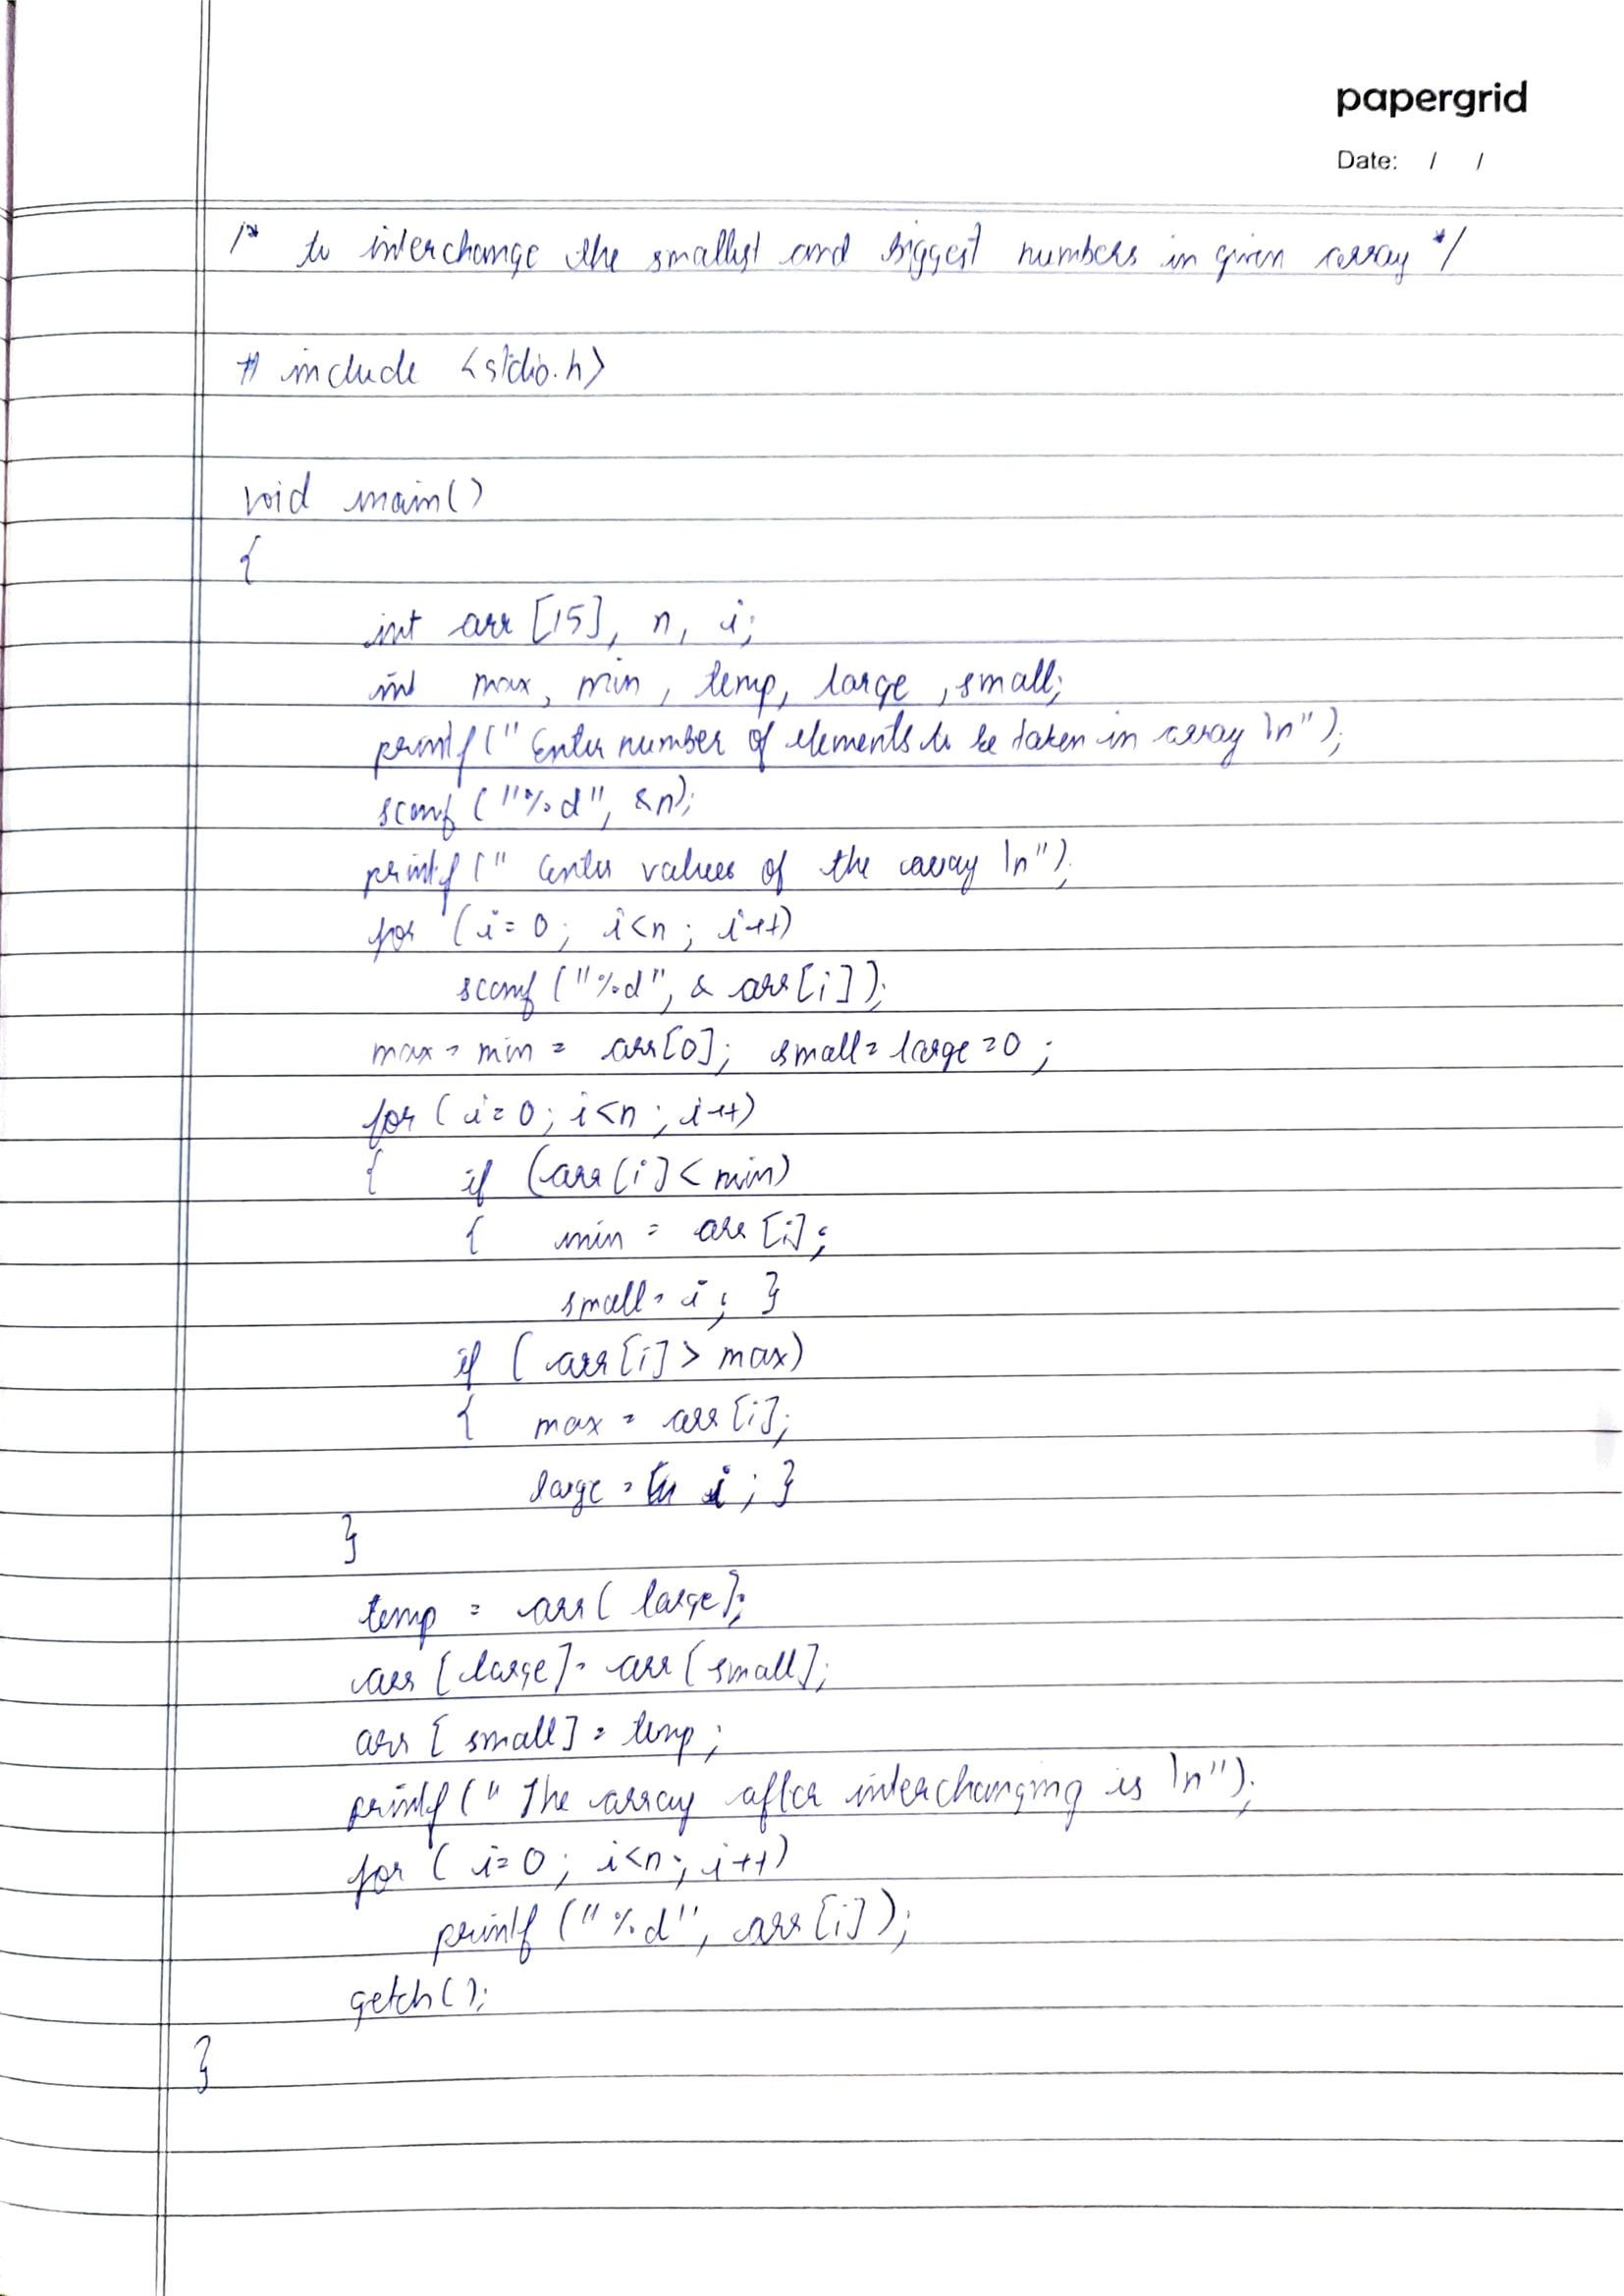 papergrid
Date: / /
/* to interchange the smallest and biggest numbers in given array */
# include <stdio.h>
void main()
{
int arr [15], n, i;
int max, min, temp, large, small;
printf (" Enter number of elements to be taken in array \n");
scanf ("%d", &n);
printf (" Enter values of the array \n");
for (i = 0; i<n; i++)
scanf ("%d", & arr[i]);
max = min = arr[0]; small = large = 0;
for (i = 0; i<n; i++)
{ if (arr[i] < min)
{ min = arr [i];
small = i; }
if (arr[i] > max)
{ max = arr [i];
large = i; }
}
temp = arr[large];
arr [large] = arr [small];
arr [small] = temp;
printf (" The array after interchanging is \n");
for (i=0; i<n; i++)
printf ("%d", arr[i]);
getch();
}